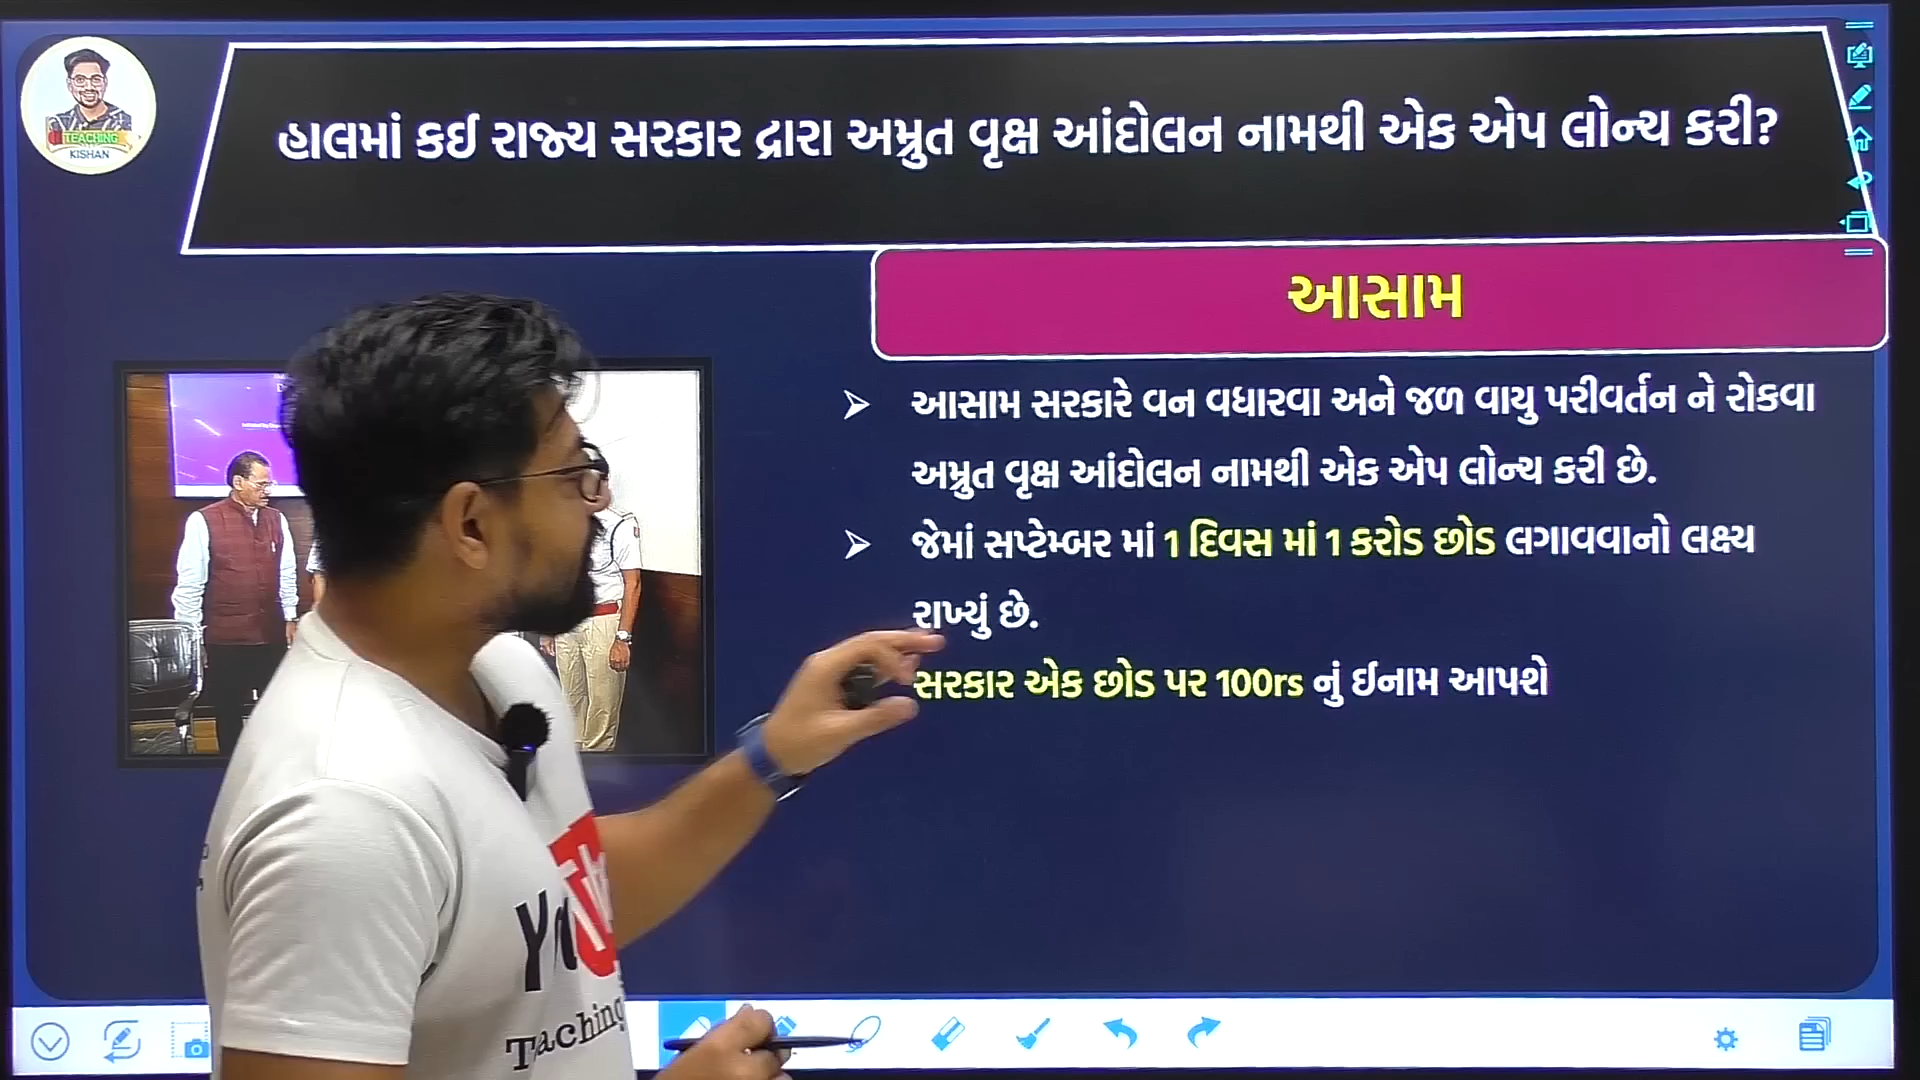 હાલમાં કઈ રાજ્ય સરકાર દ્રારા અમ્રુત વૃક્ષ આંદોલન નામથી એક એપ લોન્ચ કરી?
TEACHING
KISHAN
આસામ
આસામ સરકારે વન વધારવા અને જળ વાયુ પરીવર્તન ને રોકવા
અમ્રુત વૃક્ષ આંદોલન નામથી એક એપ લોન્ચ કરી છે.
જેમાં સપ્ટેમ્બર માં 1 દિવસ માં 1 કરોડ છોડ લગાવવાનો લક્ષ્ય
રાખ્યું છે.
સરકાર એક છોડ પર 100rs નું ઈનામ આપશે
Teaching